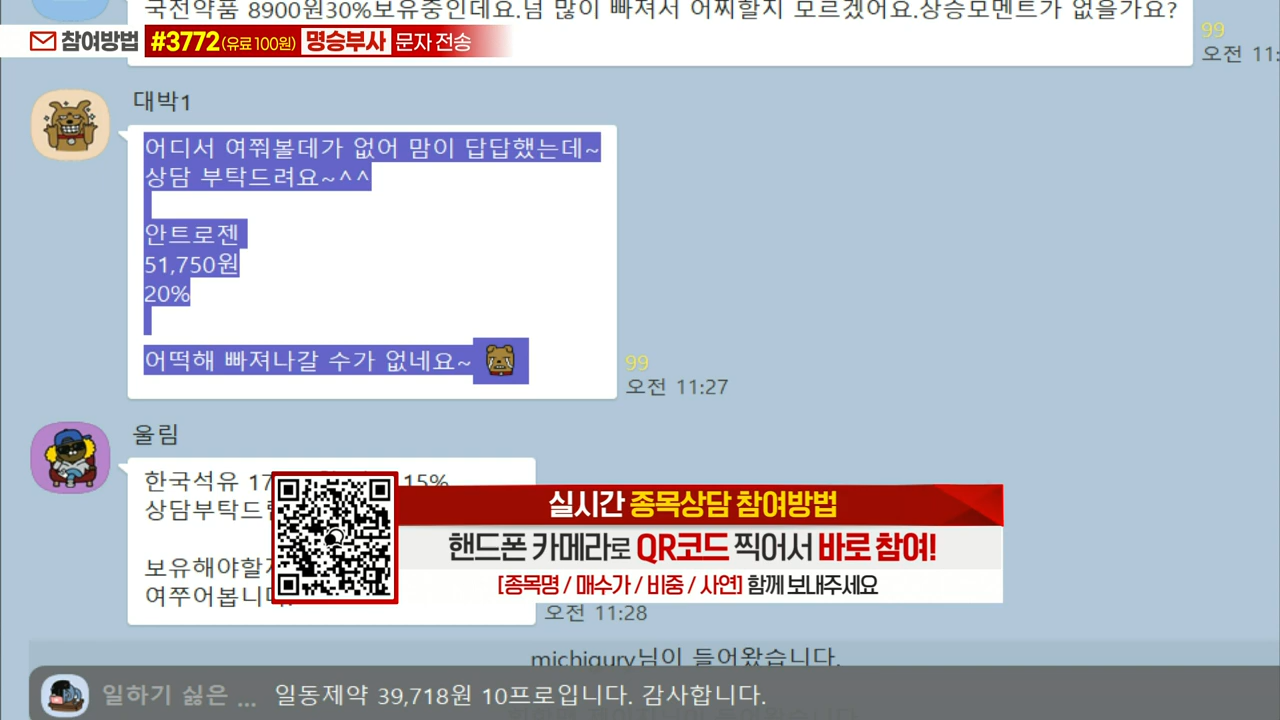 국전약품 8900원30%보유중인데요.넘 많이 빠져서 어찌할지 모르겠어요.상승모멘트가 없을가요?
참여방법 #3772(유료 100원) 명승부사 문자 전송
99
오전 11:
대박1
어디서 여쭤볼데가 없어 맘이 답답했는데~
상담 부탁드려요~^^
안트로젠
51,750원
20%
어떡해 빠져나갈 수가 없네요~
99
오전 11:27
울림
한국석유 17 15%
상담부탁드
보유해야할
여쭈어봅니다
실시간 종목상담 참여방법
핸드폰 카메라로 QR코드 찍어서 바로 참여!
[종목명 / 매수가 / 비중 / 사연] 함께 보내주세요
오전 11:28
michigury님이 들어왔습니다.
일하기 싫은 ... 일동제약 39,718원 10프로입니다. 감사합니다.